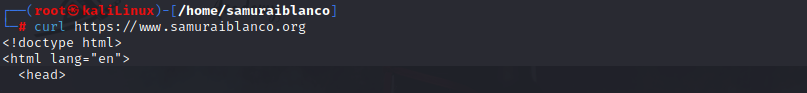 ┌──(root㉿kaliLinux)-[/home/samuraiblanco]
└─# curl https://www.samuraiblanco.org
<!doctype html>
<html lang="en">
  <head>